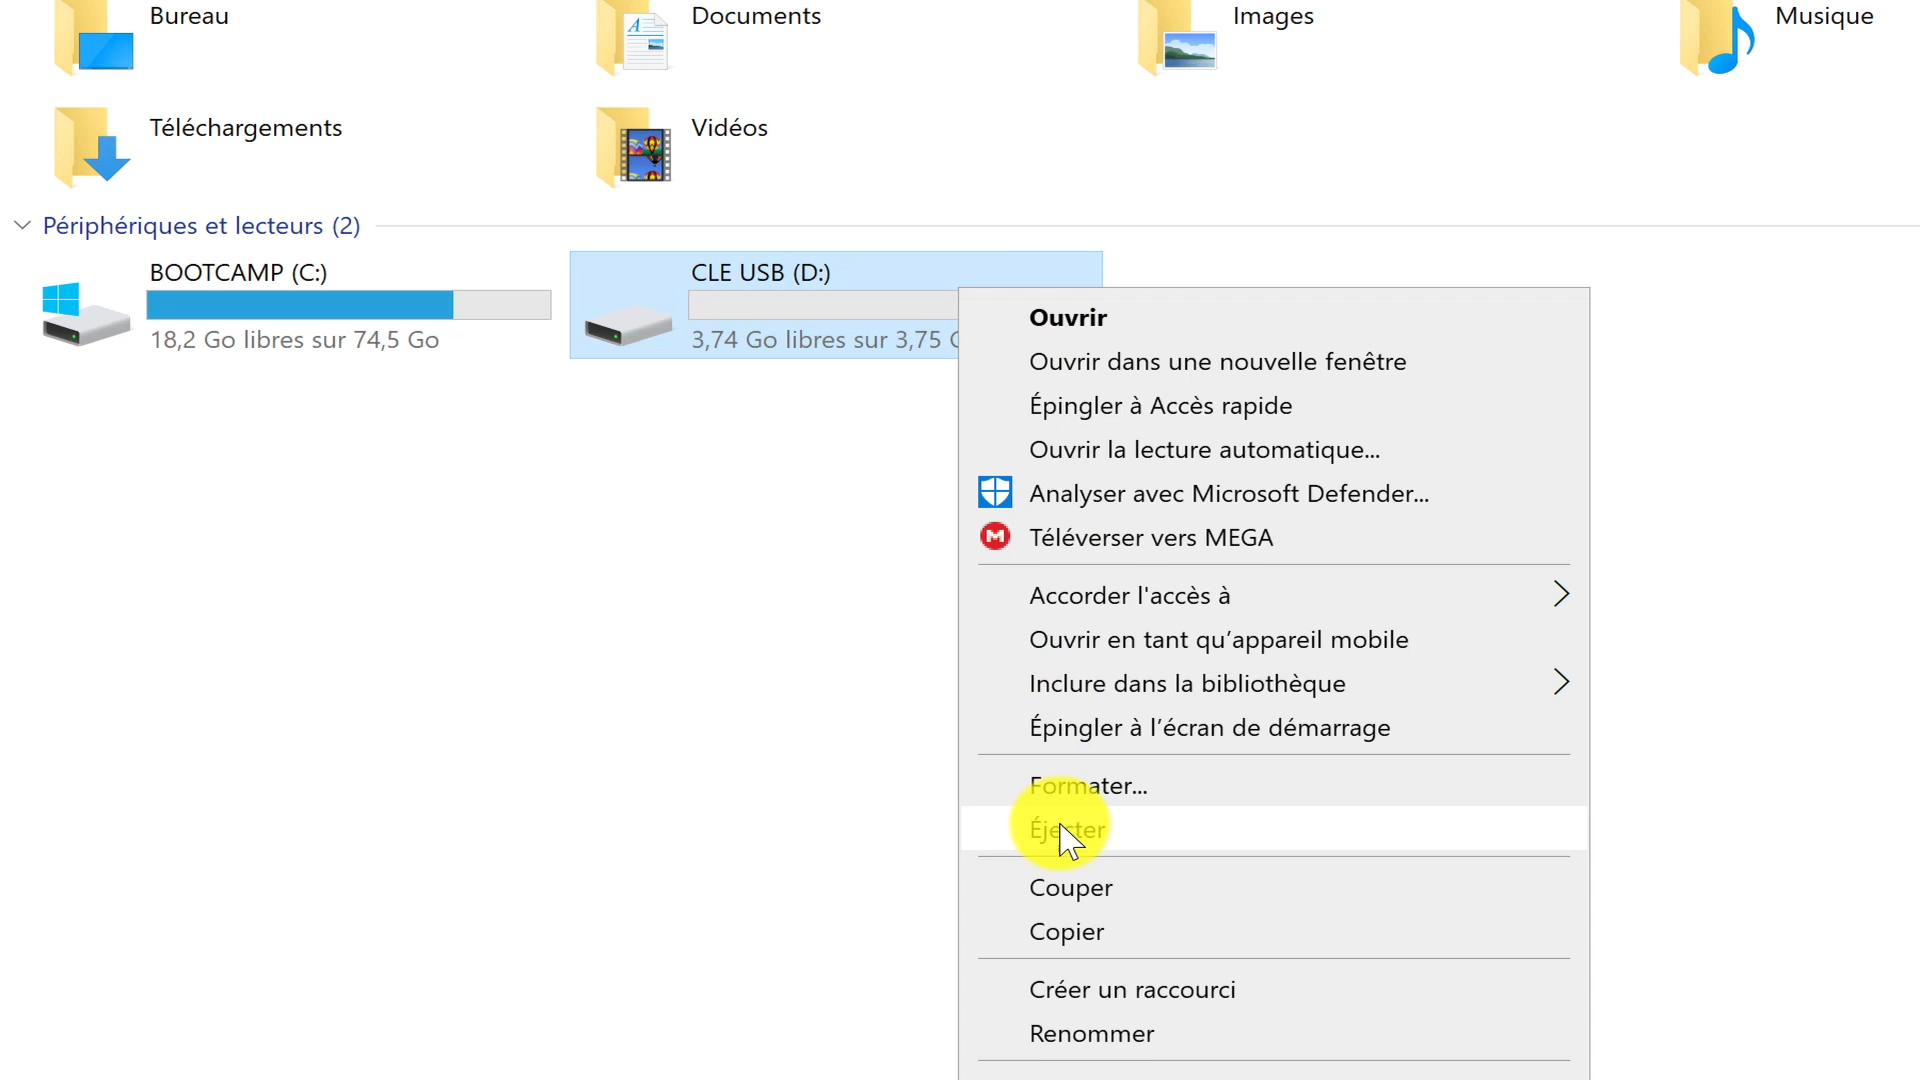 Bureau
Documents
Images
Musique
Téléchargements
Vidéos
Périphériques et lecteurs (2)
BOOTCAMP (C:)
18,2 Go libres sur 74,5 Go
CLE USB (D:)
3,74 Go libres sur 3,75
Ouvrir
Ouvrir dans une nouvelle fenêtre
Épingler à Accès rapide
Ouvrir la lecture automatique...
Analyser avec Microsoft Defender...
Téléverser vers MEGA
Accorder l'accès à
Ouvrir en tant qu’appareil mobile
Inclure dans la bibliothèque
Épingler à l’écran de démarrage
Formater...
Éjecter
Couper
Copier
Créer un raccourci
Renommer